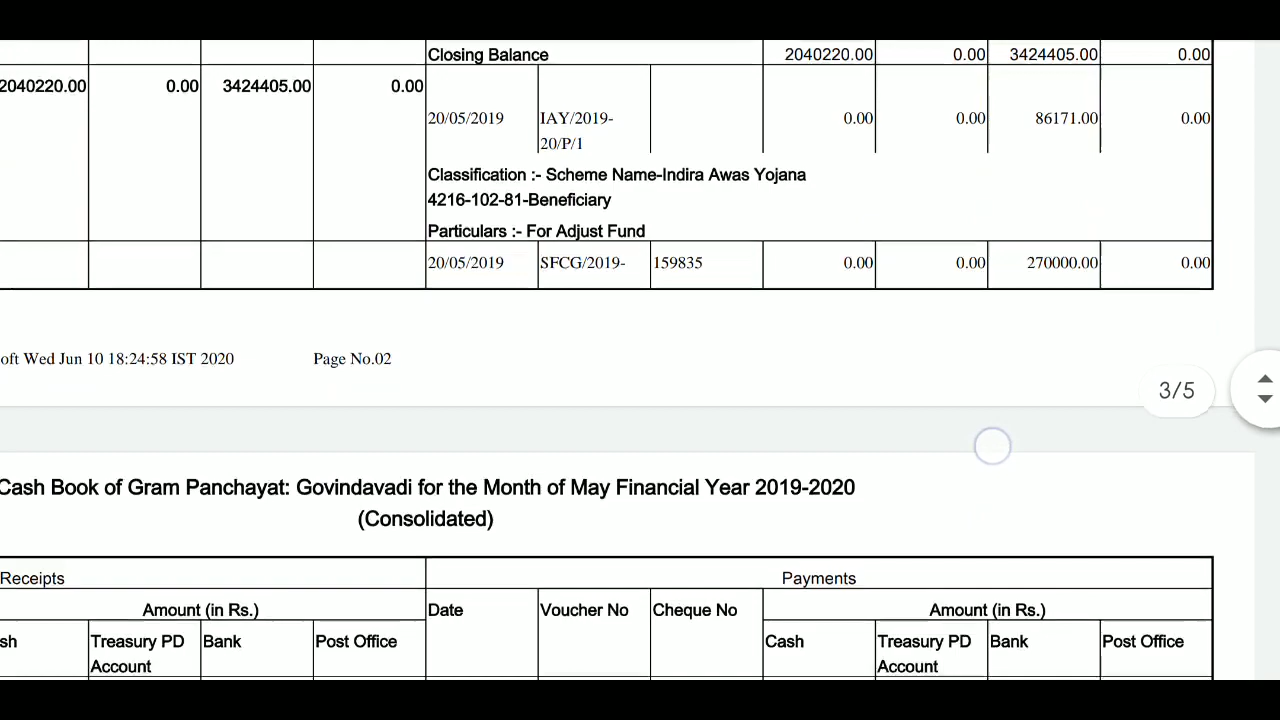 Closing Balance 2040220.00 0.00 3424405.00 0.00
2040220.00 0.00 3424405.00 0.00
20/05/2019 IAY/2019- 0.00 0.00 86171.00 0.00
20/P/1
Classification :- Scheme Name-Indira Awas Yojana
4216-102-81-Beneficiary
Particulars :- For Adjust Fund
20/05/2019 SFCG/2019- 159835 0.00 0.00 270000.00 0.00
oft Wed Jun 10 18:24:58 IST 2020 Page No.02
3/5
Cash Book of Gram Panchayat: Govindavadi for the Month of May Financial Year 2019-2020
(Consolidated)
Receipts Payments
Amount (in Rs.) Date Voucher No Cheque No Amount (in Rs.)
sh Treasury PD Bank Post Office Cash Treasury PD Bank Post Office
Account Account